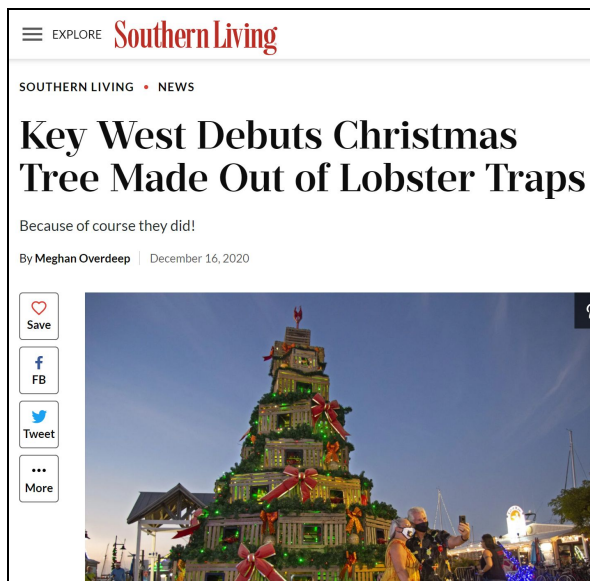 EXPLORE Southern Living
SOUTHERN LIVING • NEWS
Key West Debuts Christmas
Tree Made Out of Lobster Traps
Because of course they did!
By Meghan Overdeep | December 16, 2020
Save
FB
Tweet
More